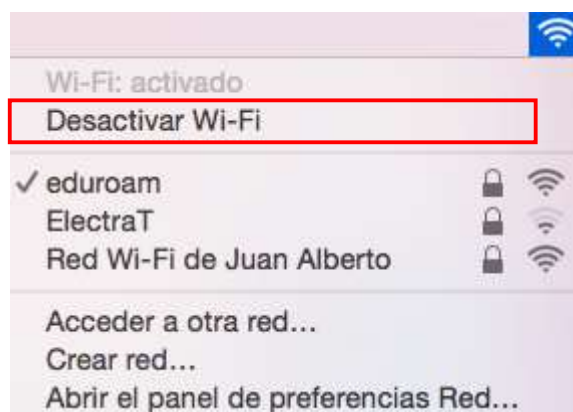 Wi-Fi: activado
Desactivar Wi-Fi
eduroam
ElectraT
Red Wi-Fi de Juan Alberto
Acceder a otra red...
Crear red...
Abrir el panel de preferencias Red...